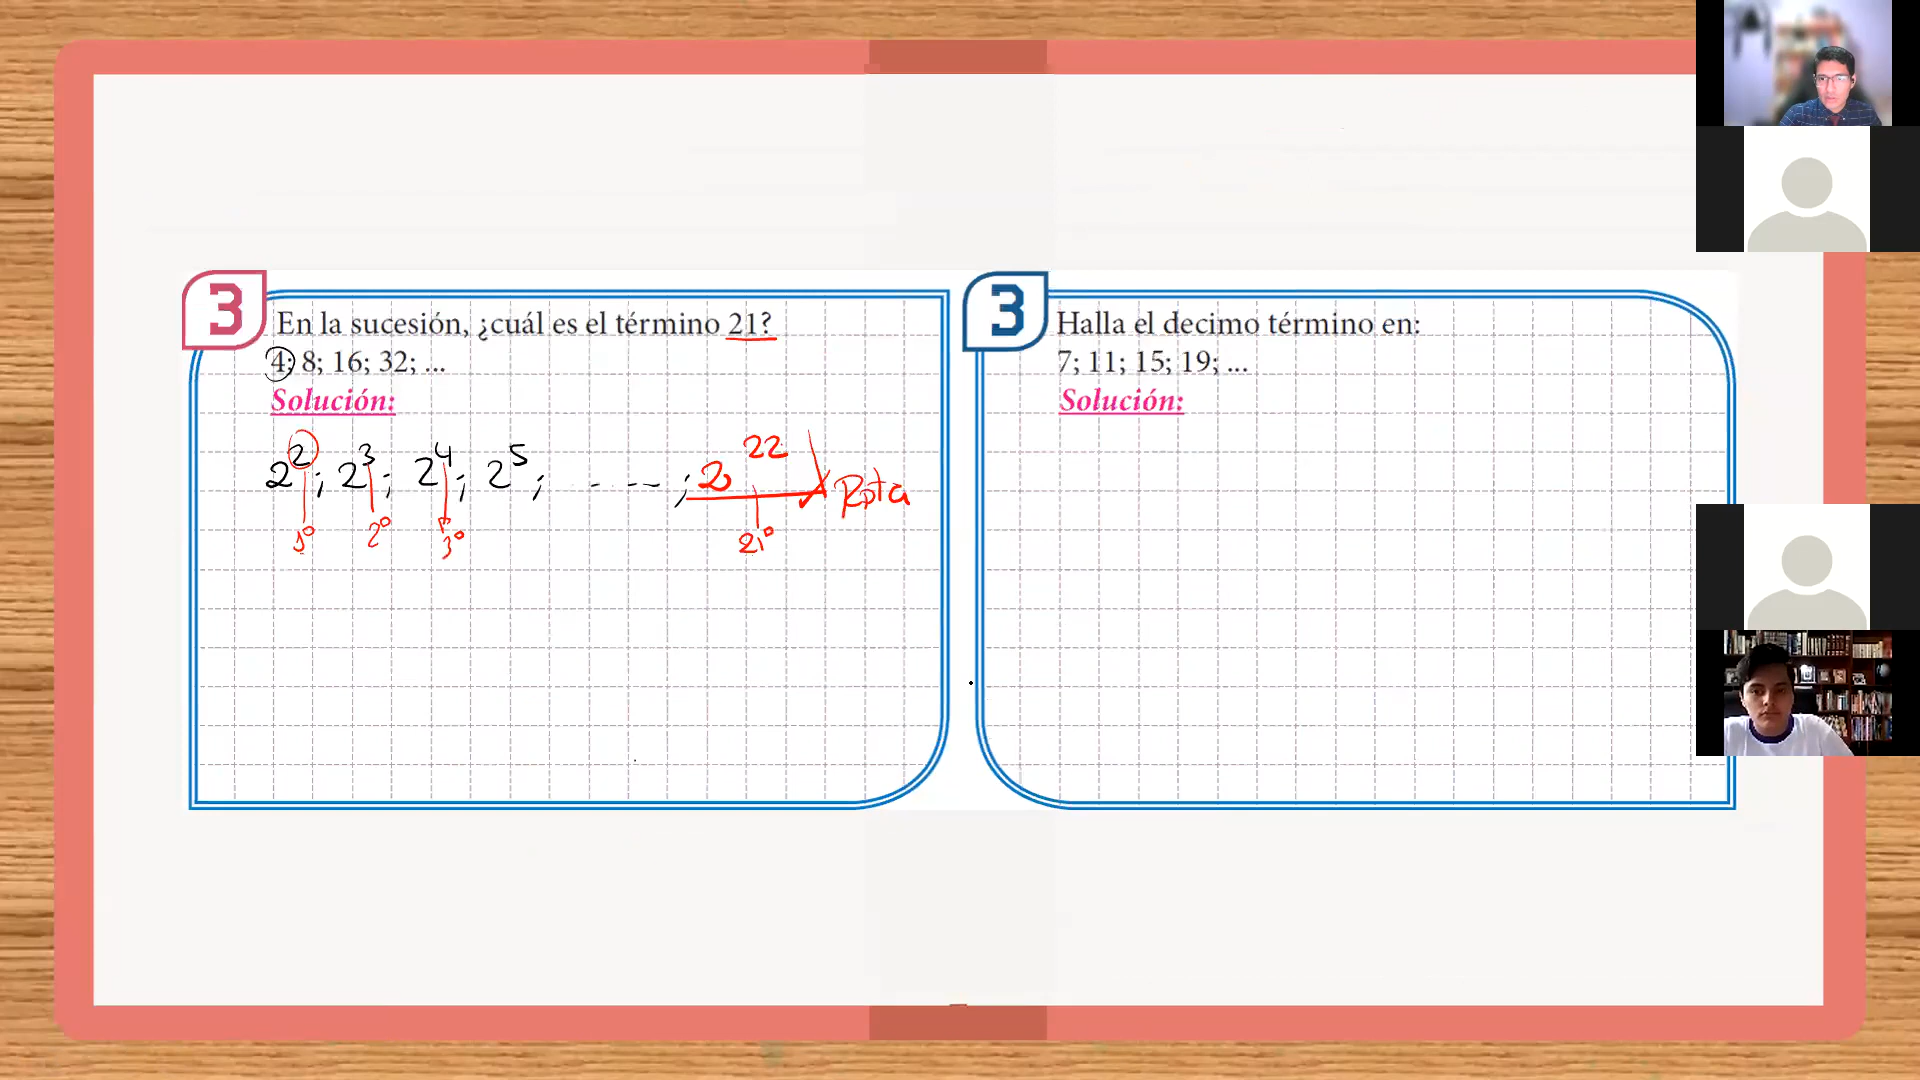 3
En la sucesión, ¿cuál es el término 21?
4; 8; 16; 32; ...
Solución:
2²; 2³; 2⁴; 2⁵; - - - - ; 2²² Rpta
1° 2° 3° 21°
3
Halla el decimo término en:
7; 11; 15; 19; ...
Solución: